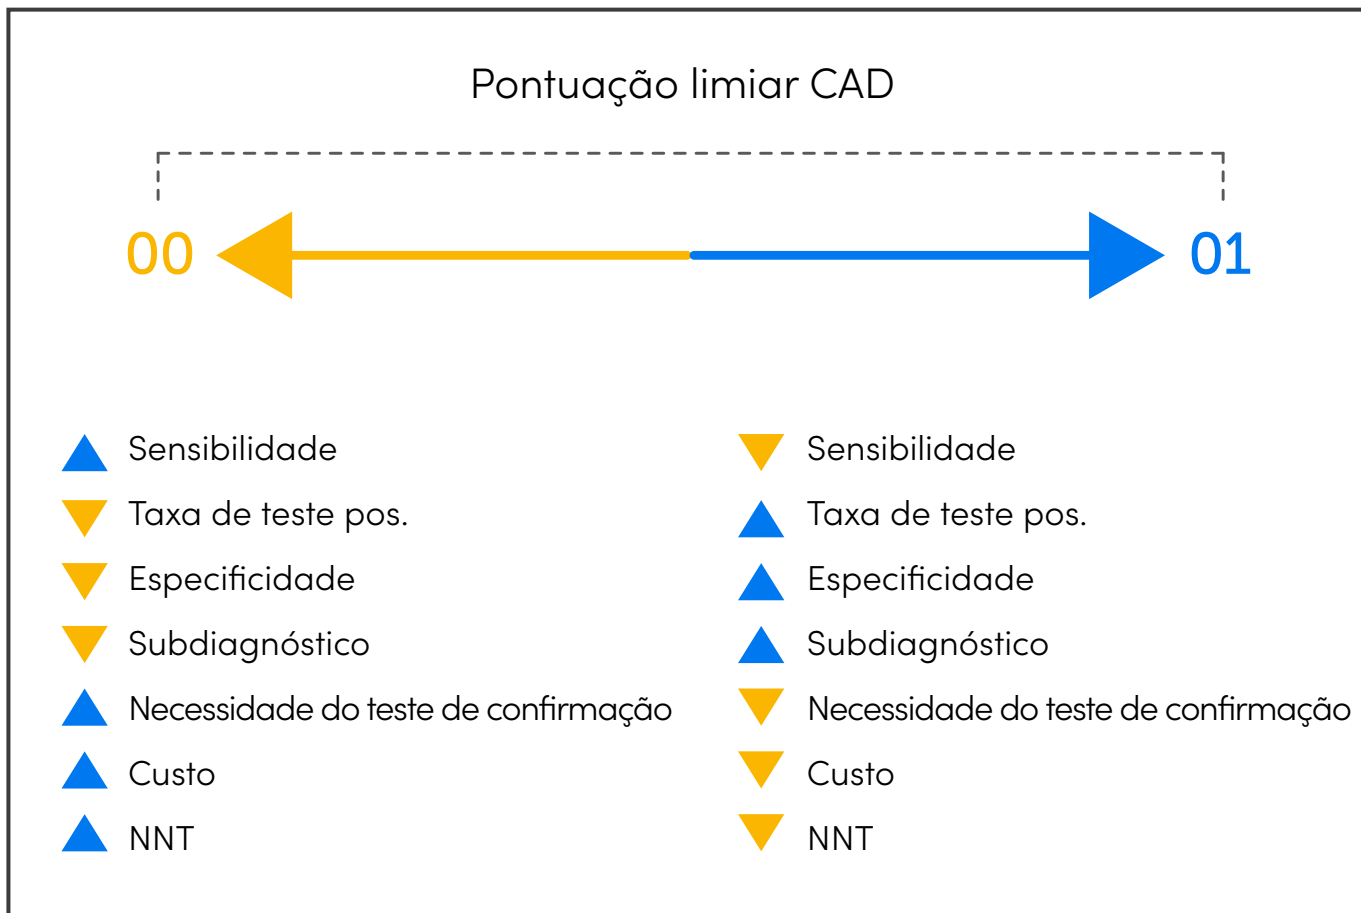 Pontuação limiar CAD
00 01
Sensibilidade
Taxa de teste pos.
Especificidade
Subdiagnóstico
Necessidade do teste de confirmação
Custo
NNT
Sensibilidade
Taxa de teste pos.
Especificidade
Subdiagnóstico
Necessidade do teste de confirmação
Custo
NNT